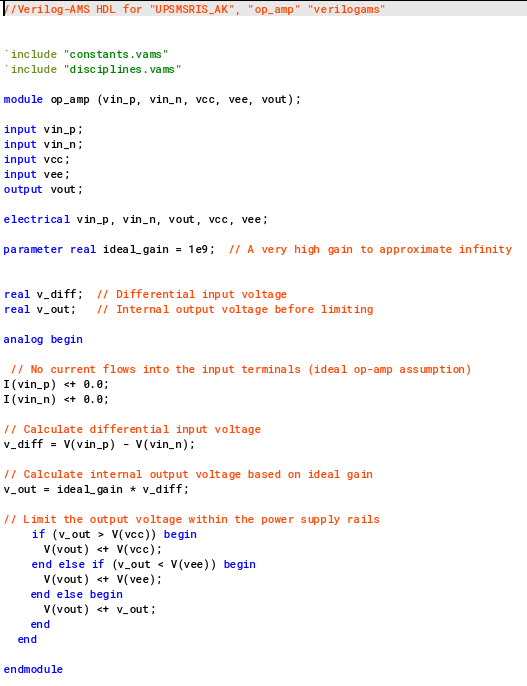 //Verilog-AMS HDL for "UPSMSRIS_AK", "op_amp" "verilogams"
`include "constants.vams"
`include "disciplines.vams"
module op_amp (vin_p, vin_n, vcc, vee, vout);
input vin_p;
input vin_n;
input vcc;
input vee;
output vout;
electrical vin_p, vin_n, vout, vcc, vee;
parameter real ideal_gain = 1e9;  // A very high gain to approximate infinity
real v_diff;  // Differential input voltage
real v_out;   // Internal output voltage before limiting
analog begin
// No current flows into the input terminals (ideal op-amp assumption)
I(vin_p) <+ 0.0;
I(vin_n) <+ 0.0;
// Calculate differential input voltage
v_diff = V(vin_p) - V(vin_n);
// Calculate internal output voltage based on ideal gain
v_out = ideal_gain * v_diff;
// Limit the output voltage within the power supply rails
if (v_out > V(vcc)) begin
V(vout) <+ V(vcc);
end else if (v_out < V(vee)) begin
V(vout) <+ V(vee);
end else begin
V(vout) <+ v_out;
end
end
endmodule